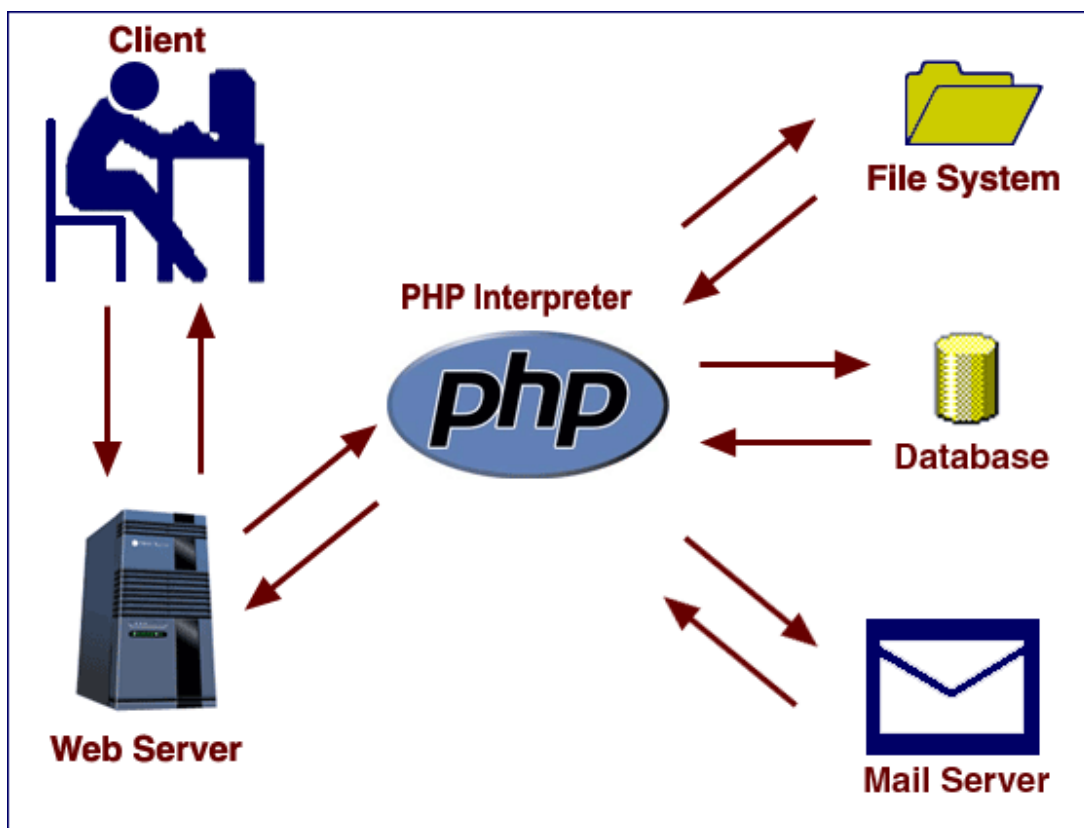 Client
File System
PHP Interpreter
php
Database
Web Server
Mail Server